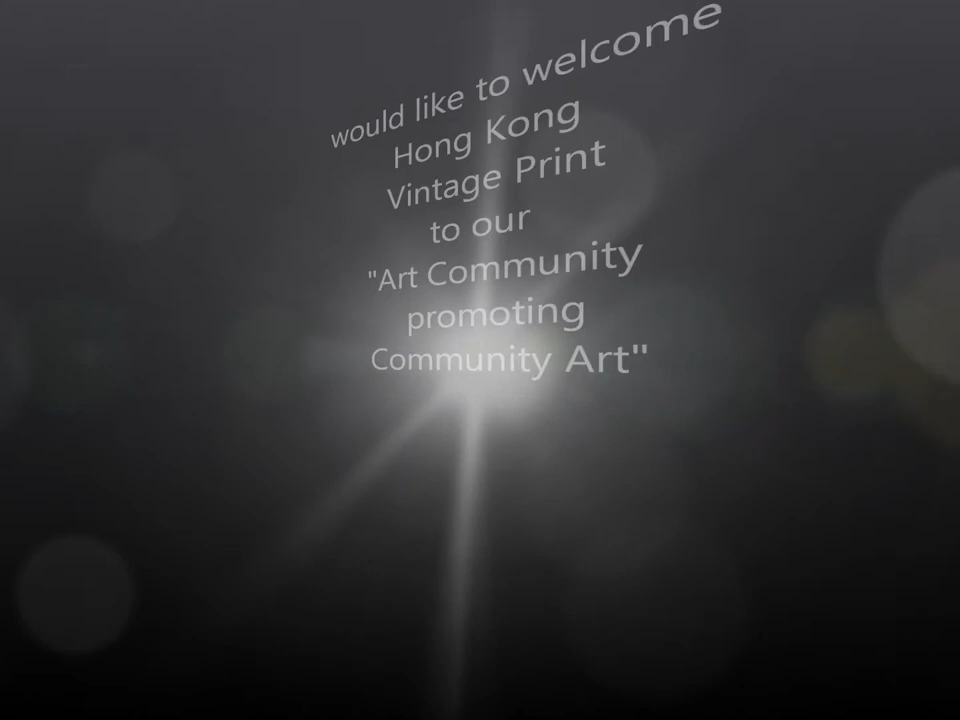 would like to welcome
Hong Kong
Vintage Print
to our
"Art Community
promoting
Community Art"